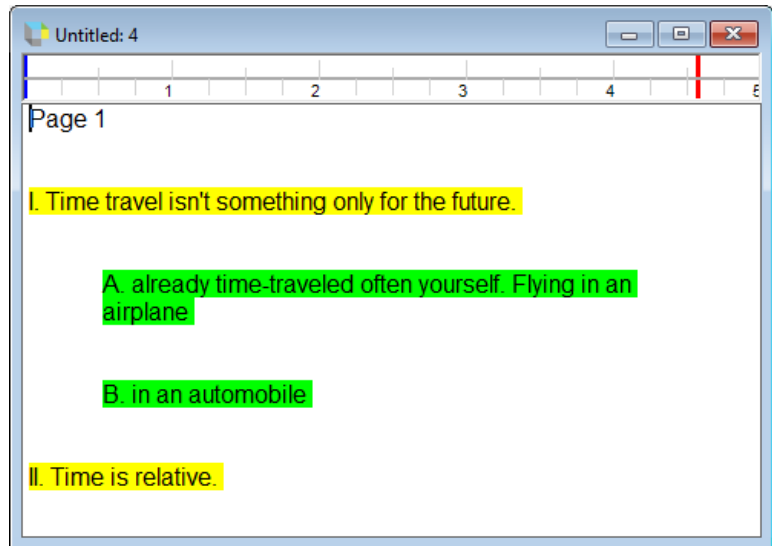 Untitled: 4
1 2 3 4 5
Page 1
I. Time travel isn't something only for the future.
A. already time-traveled often yourself. Flying in an
airplane
B. in an automobile
II. Time is relative.